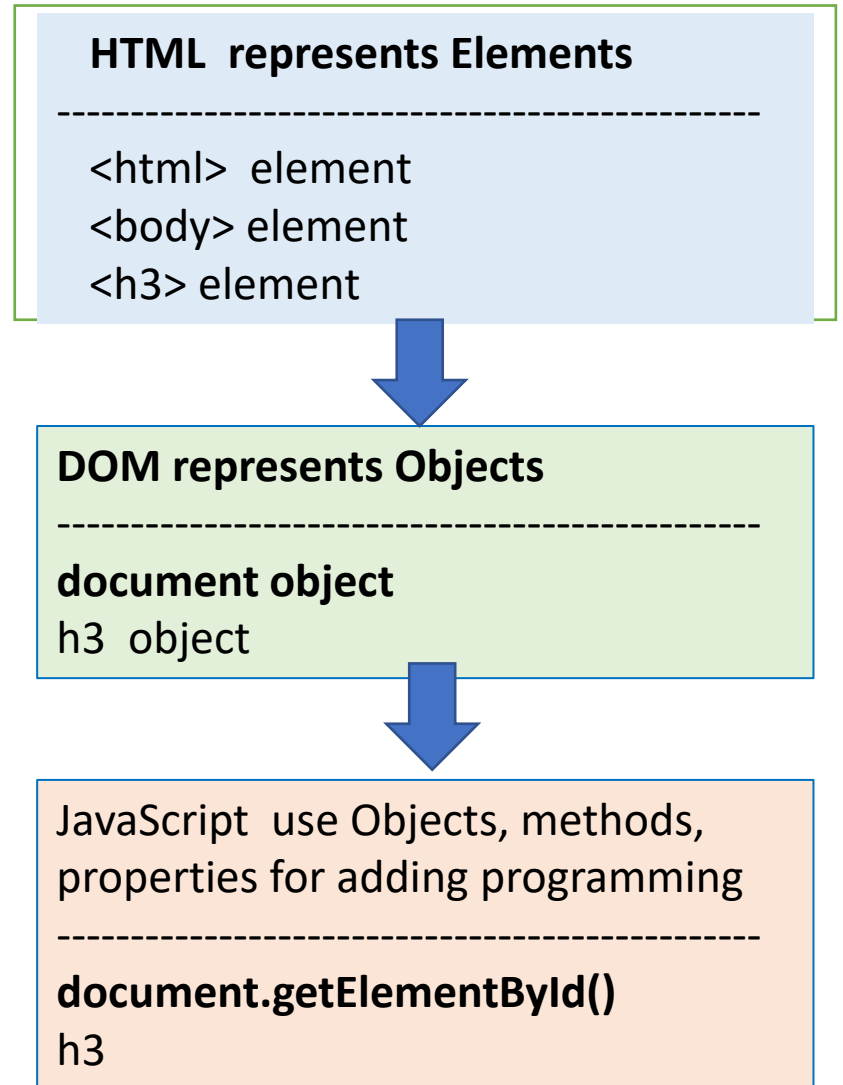 HTML  represents Elements
------------------------------------------------
<html>  element
<body> element
<h3> element
DOM represents Objects
------------------------------------------------
document object
h3  object
JavaScript  use Objects, methods,
properties for adding programming
------------------------------------------------
document.getElementById()
h3